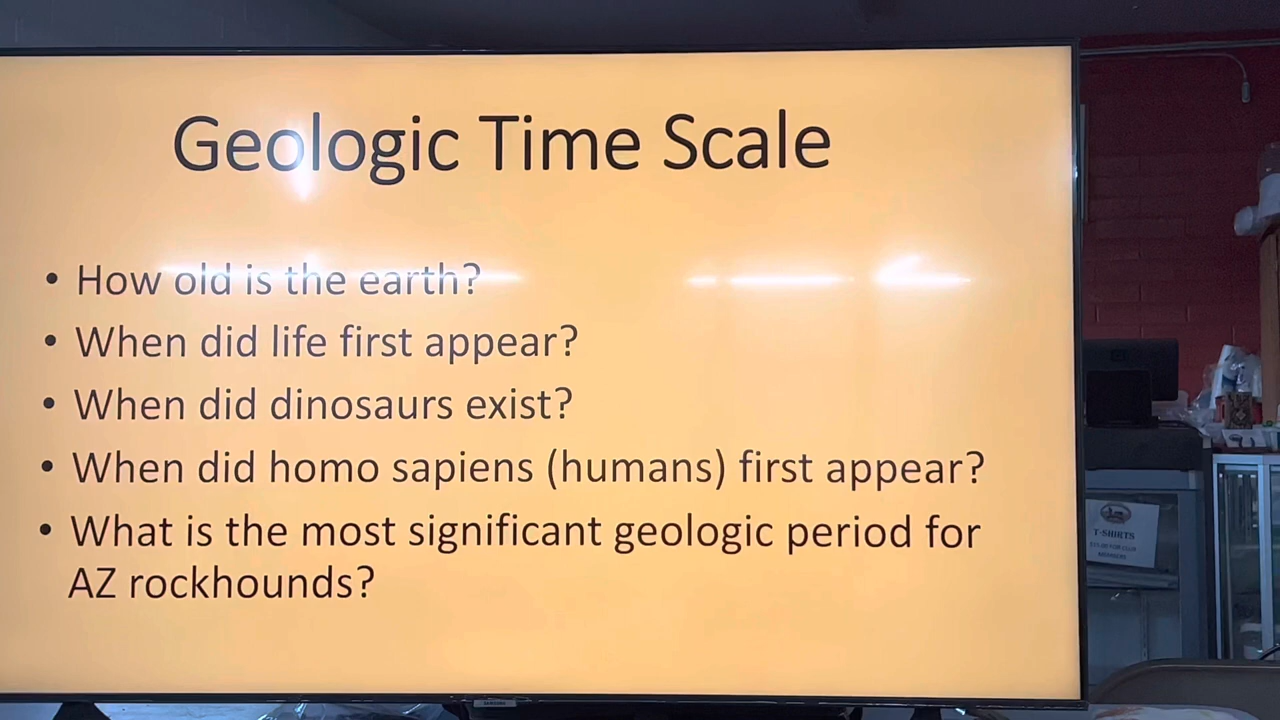 Geologic Time Scale
• How old is the earth?
• When did life first appear?
• When did dinosaurs exist?
• When did homo sapiens (humans) first appear?
• What is the most significant geologic period for
AZ rockhounds?
T-SHIRTS
SAMSUNG